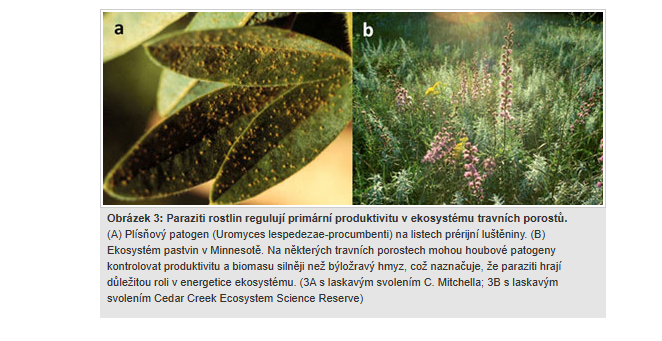 a
b
Obrázek 3: Paraziti rostlin regulují primární produktivitu v ekosystému travních porostů.
(A) Plísňový patogen (Uromyces lespedezae-procumbenti) na listech prérijní luštěniny. (B)
Ekosystém pastvin v Minnesotě. Na některých travních porostech mohou houbové patogeny
kontrolovat produktivitu a biomasu silněji než býložravý hmyz, což naznačuje, že paraziti hrají
důležitou roli v energetice ekosystému. (3A s laskavým svolením C. Mitchella; 3B s laskavým
svolením Cedar Creek Ecosystem Science Reserve)